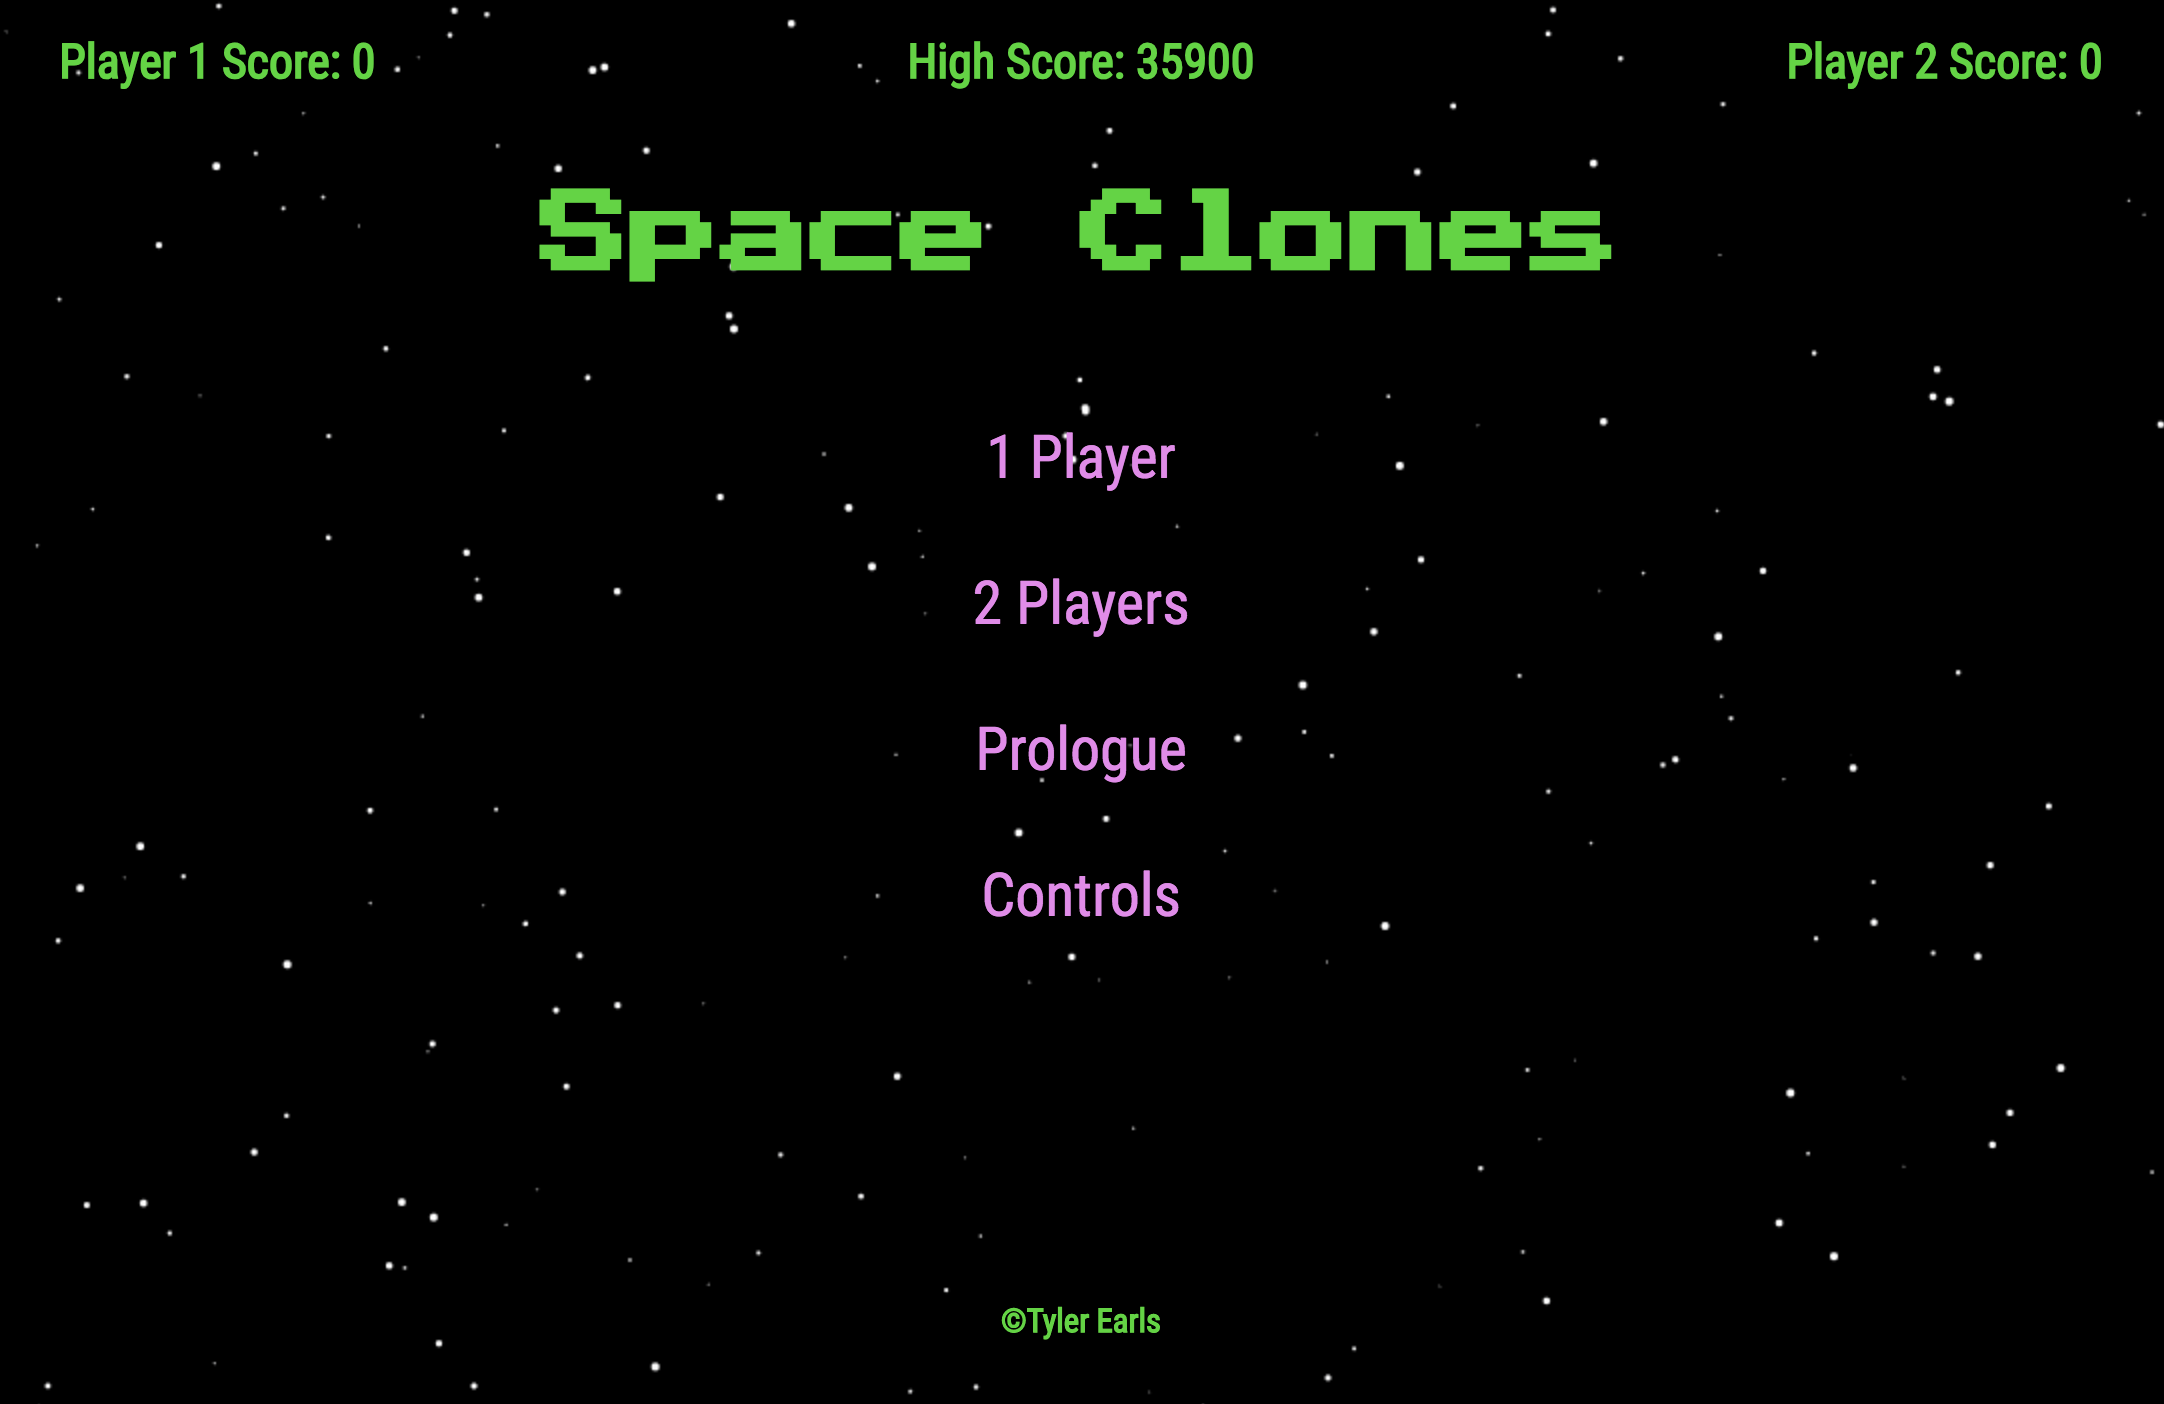 Player 1 Score: 0 High Score: 35900 Player 2 Score: 0
Space Clones
1 Player
2 Players
Prologue
Controls
©Tyler Earls